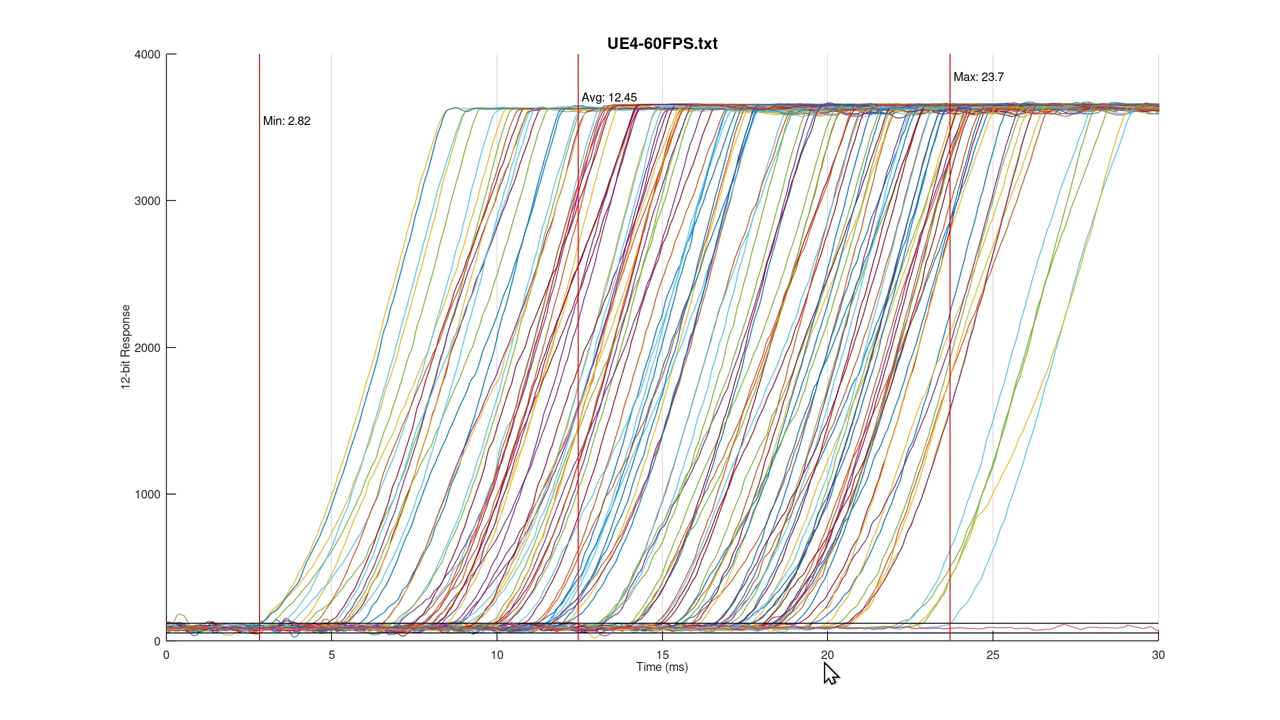 UE4-60FPS.txt
4000
Max: 23.7
Avg: 12.45
Min: 2.82
3000
2000
12-bit Response
1000
0
0 5 10 15 20 25 30
Time (ms)